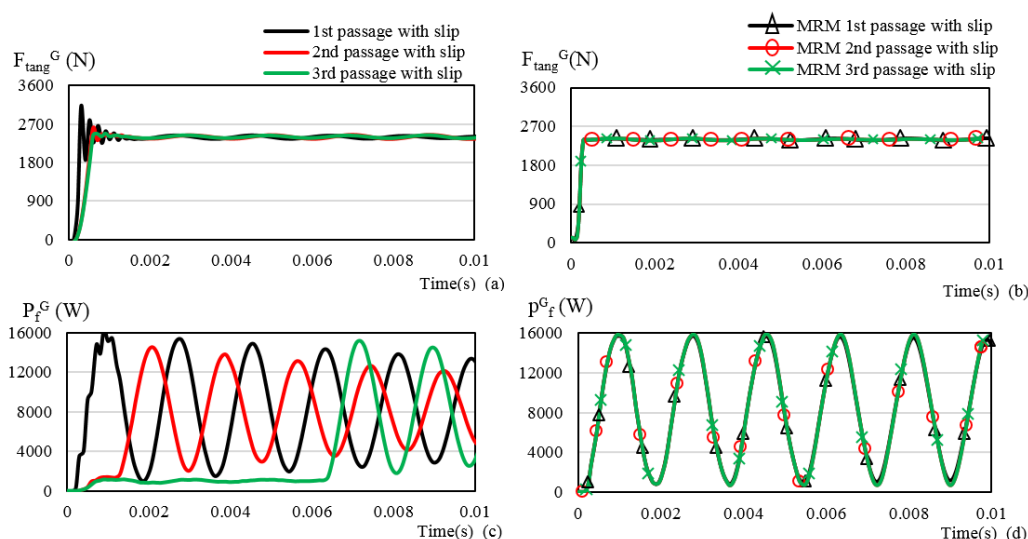 1st passage with slip
2nd passage with slip
3rd passage with slip
F_tang^G (N)
3600
2700
1800
900
0
0 0.002 0.004 0.006 0.008 0.01
Time(s) (a)
MRM 1st passage with slip
MRM 2nd passage with slip
MRM 3rd passage with slip
F_tang^G(N)
3600
2700
1800
900
0
0 0.002 0.004 0.006 0.008 0.01
Time(s) (b)
P_f^G (W)
16000
12000
8000
4000
0
0 0.002 0.004 0.006 0.008 0.01
Time(s) (c)
p^G_f (W)
16000
12000
8000
4000
0
0 0.002 0.004 0.006 0.008 0.01
Time(s) (d)